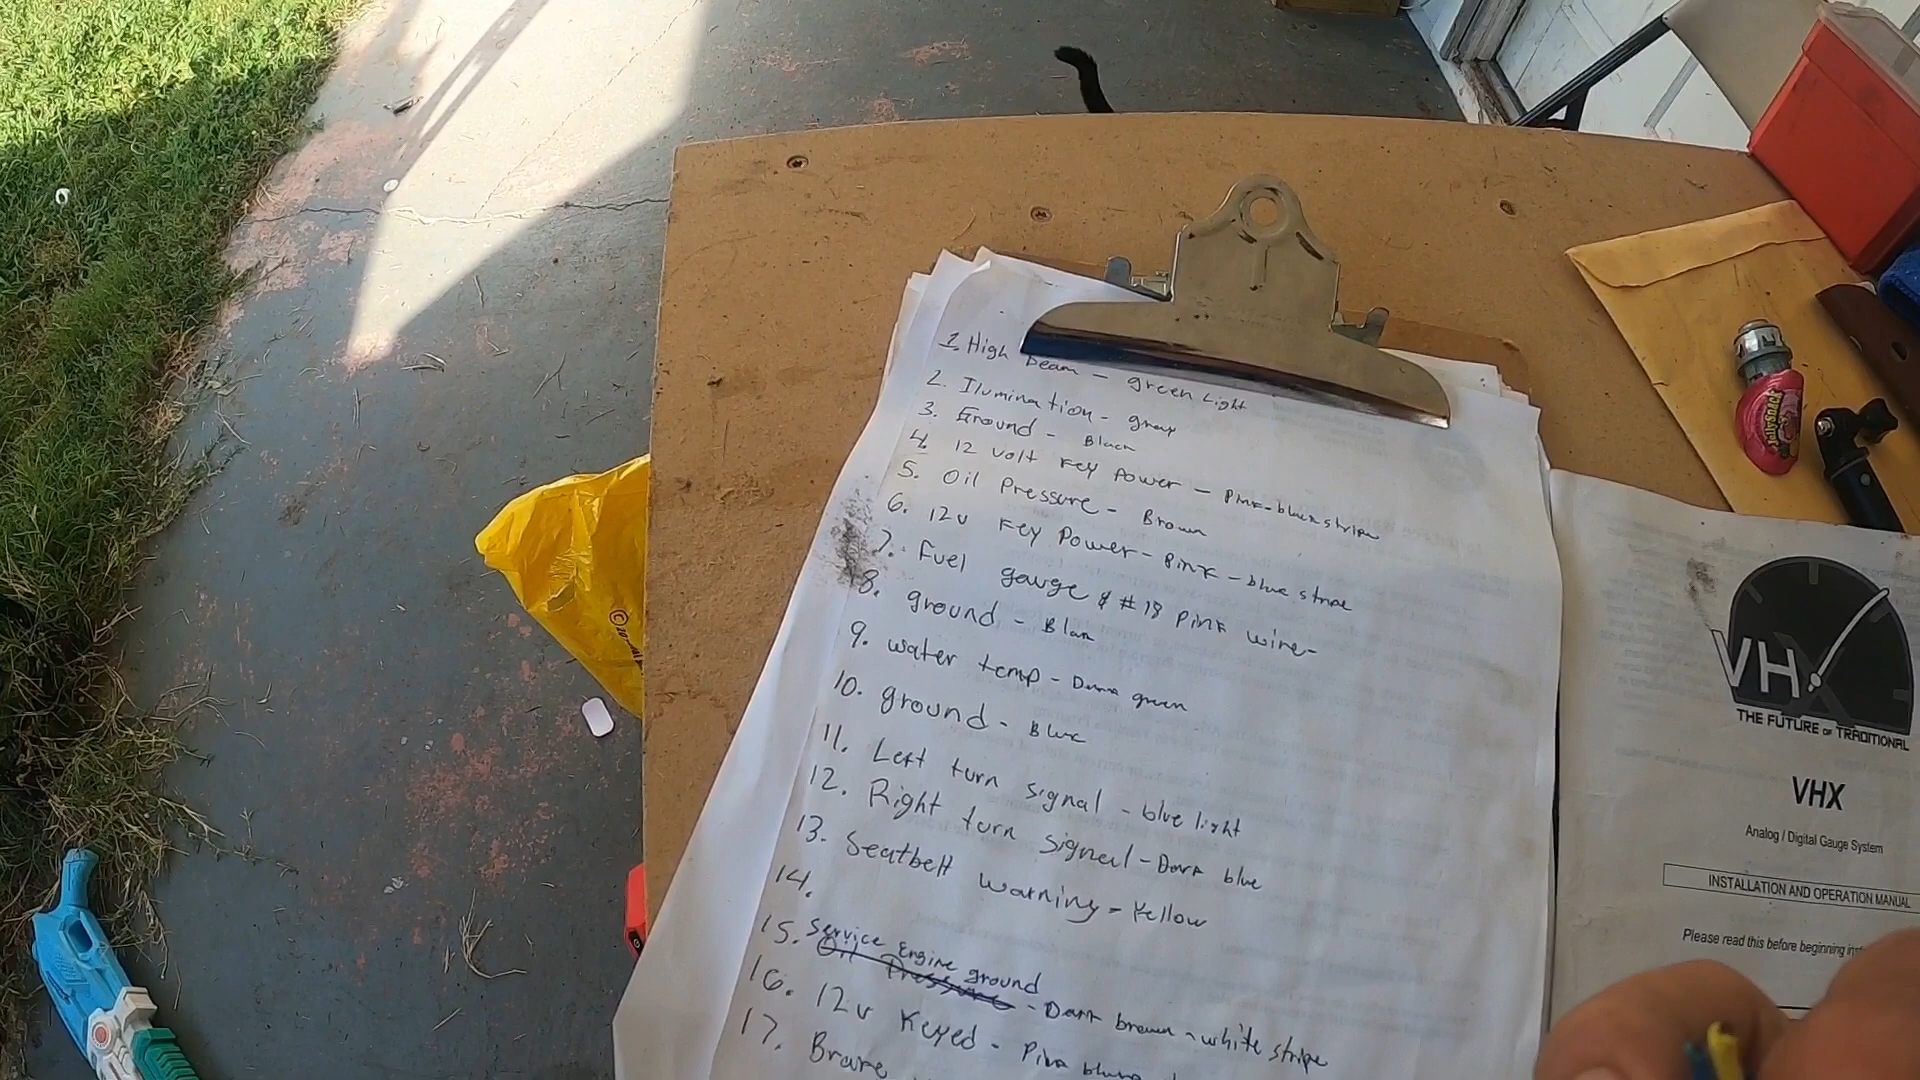 1. High beam - green Light
2. Ilumination - gray
3. Ground - Black
4. 12 volt Key Power - Pink-black stripe
5. Oil Pressure - Brown
6. 12v Key Power - Pink - blue stripe
7. Fuel gauge & #18 Pink wire-
8. ground -
9. water temp - Dark green
10. ground -
11. Left turn signal - blue light
12. Right turn signal - Dark blue
13. Seatbelt warning - Yellow
14.
15. Service Engine ground
Oil Pressure - Dark brown - white stripe
16. 12v Keyed - Pink
17.
VHX
THE FUTURE OF TRADITIONAL
VHX
Analog / Digital Gauge System
INSTALLATION AND OPERATION MANUAL
Please read this before beginning